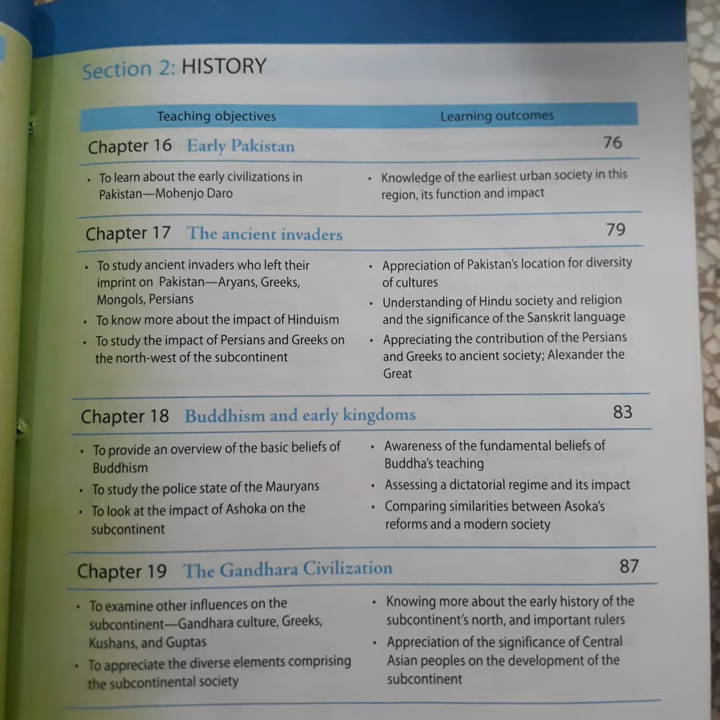 Section 2: HISTORY
Teaching objectives Learning outcomes
Chapter 16 Early Pakistan 76
• To learn about the early civilizations in
Pakistan—Mohenjo Daro
• Knowledge of the earliest urban society in this
region, its function and impact
Chapter 17 The ancient invaders 79
• To study ancient invaders who left their
imprint on Pakistan—Aryans, Greeks,
Mongols, Persians
• To know more about the impact of Hinduism
• To study the impact of Persians and Greeks on
the north-west of the subcontinent
• Appreciation of Pakistan's location for diversity
of cultures
• Understanding of Hindu society and religion
and the significance of the Sanskrit language
• Appreciating the contribution of the Persians
and Greeks to ancient society; Alexander the
Great
Chapter 18 Buddhism and early kingdoms 83
• To provide an overview of the basic beliefs of
Buddhism
• To study the police state of the Mauryans
• To look at the impact of Ashoka on the
subcontinent
• Awareness of the fundamental beliefs of
Buddha's teaching
• Assessing a dictatorial regime and its impact
• Comparing similarities between Asoka's
reforms and a modern society
Chapter 19 The Gandhara Civilization 87
• To examine other influences on the
subcontinent—Gandhara culture, Greeks,
Kushans, and Guptas
• To appreciate the diverse elements comprising
the subcontinental society
• Knowing more about the early history of the
subcontinent's north, and important rulers
• Appreciation of the significance of Central
Asian peoples on the development of the
subcontinent